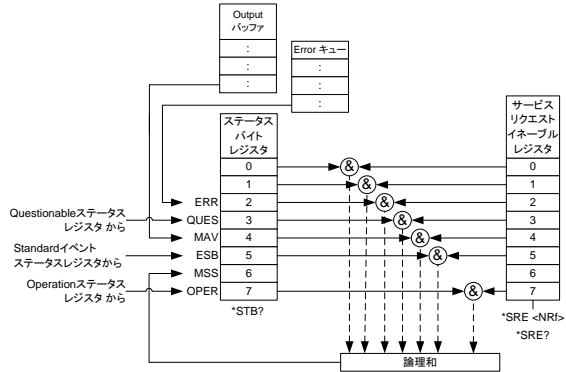 Output
バッファ
:
:
:
Error キュー
:
:
:
ステータス
バイト
レジスタ
サービス
リクエスト
イネーブル
レジスタ
0
&
0
1
&
1
ERR
2
&
2
Questionableステータス
レジスタ から
QUES
3
&
3
MAV
4
&
4
Standardイベント
ステータスレジスタから
ESB
5
&
5
MSS
6
6
Operationステータス
レジスタ から
OPER
7
&
7
*STB?
*SRE <NRf>
*SRE?
論理和